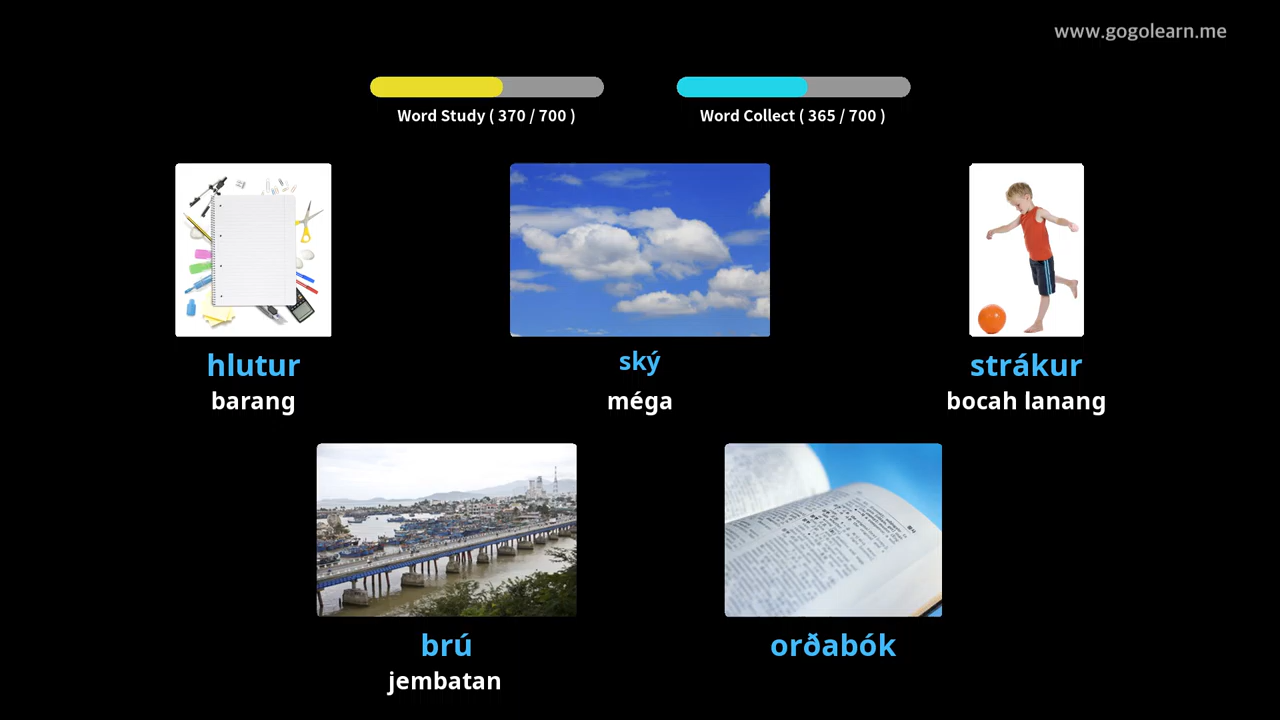 www.gogolearn.me
Word Study ( 370 / 700 )
Word Collect ( 365 / 700 )
hlutur
barang
ský
méga
strákur
bocah lanang
brú
jembatan
orðabók